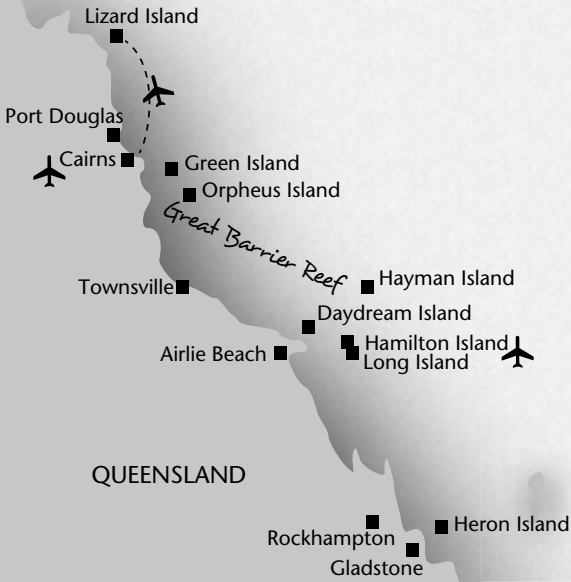 Lizard Island
Port Douglas
Cairns
Green Island
Orpheus Island
Great Barrier Reef
Townsville
Hayman Island
Daydream Island
Hamilton Island
Airlie Beach
Long Island
QUEENSLAND
Heron Island
Rockhampton
Gladstone